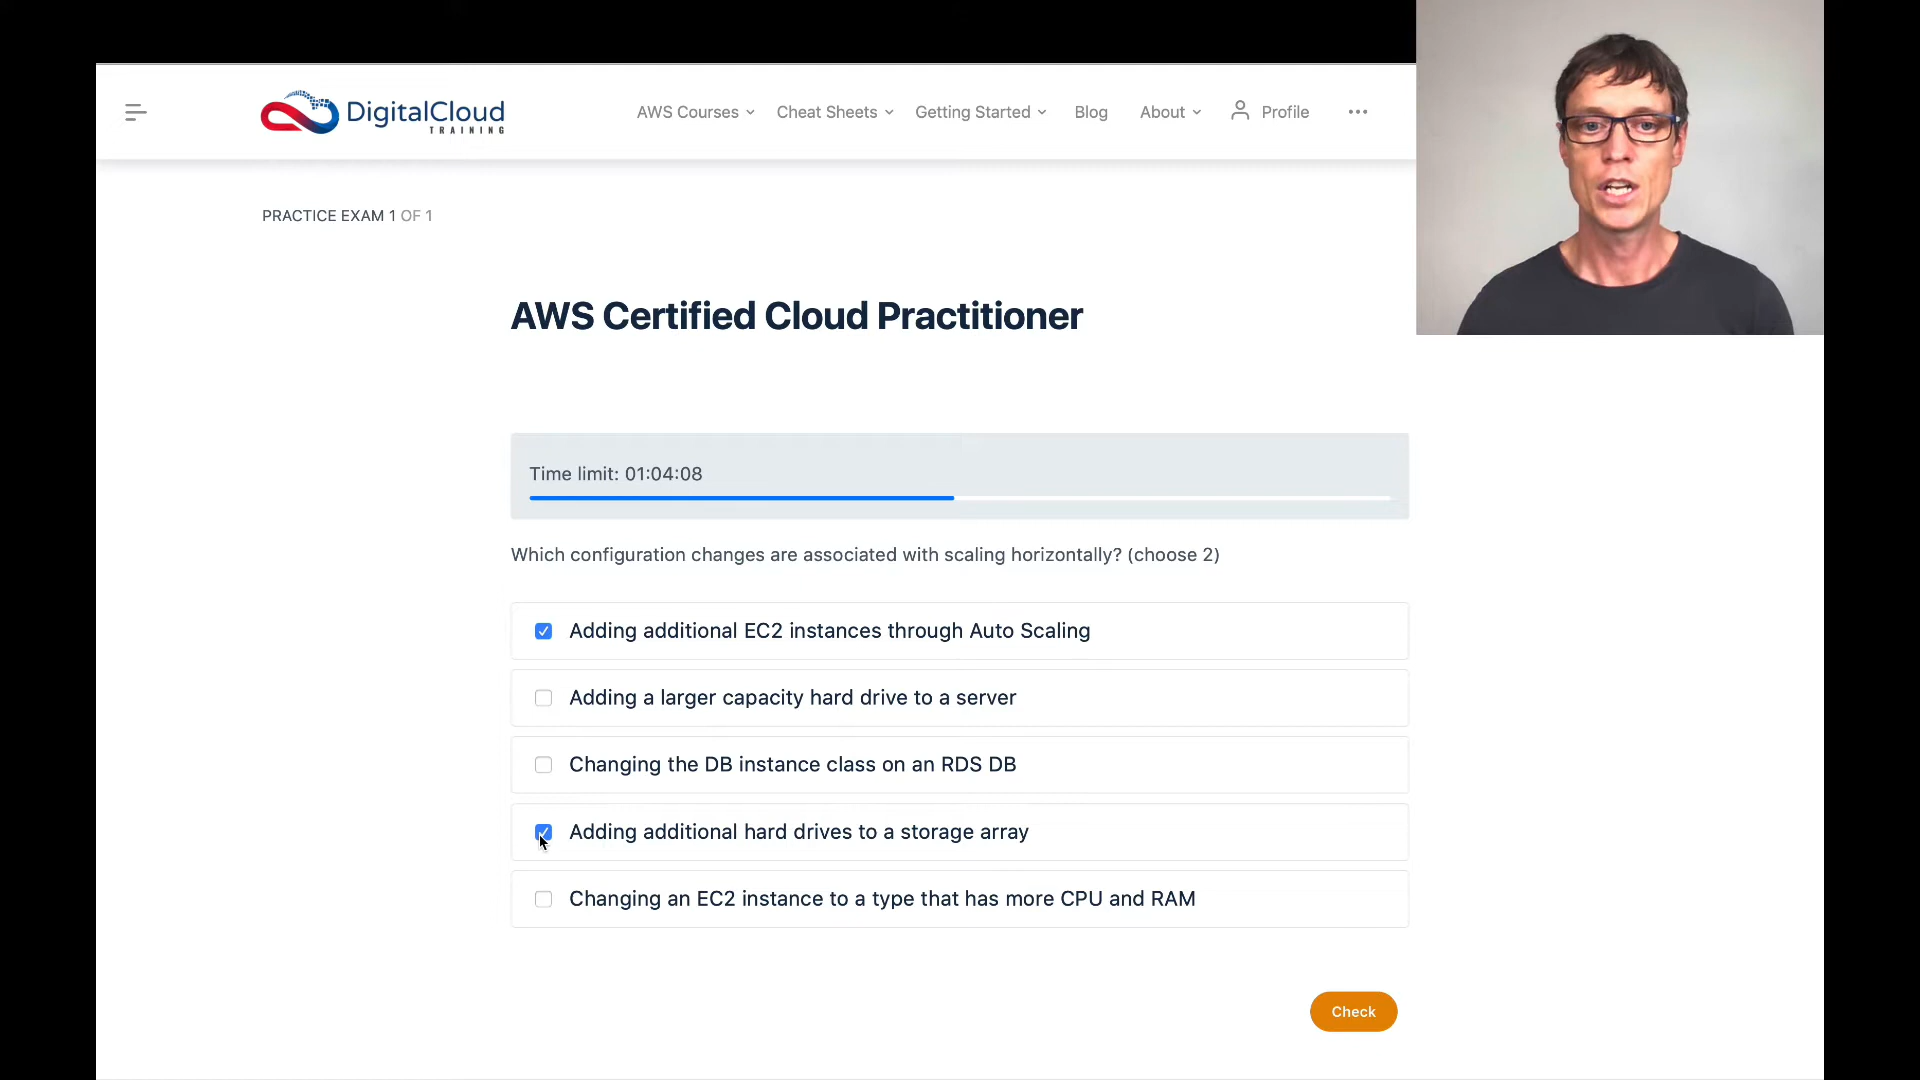 DigitalCloud
TRAINING
AWS Courses
Cheat Sheets
Getting Started
Blog
About
Profile
PRACTICE EXAM 1 OF 1
AWS Certified Cloud Practitioner
Time limit: 01:04:08
Which configuration changes are associated with scaling horizontally? (choose 2)
Adding additional EC2 instances through Auto Scaling
Adding a larger capacity hard drive to a server
Changing the DB instance class on an RDS DB
Adding additional hard drives to a storage array
Changing an EC2 instance to a type that has more CPU and RAM
Check